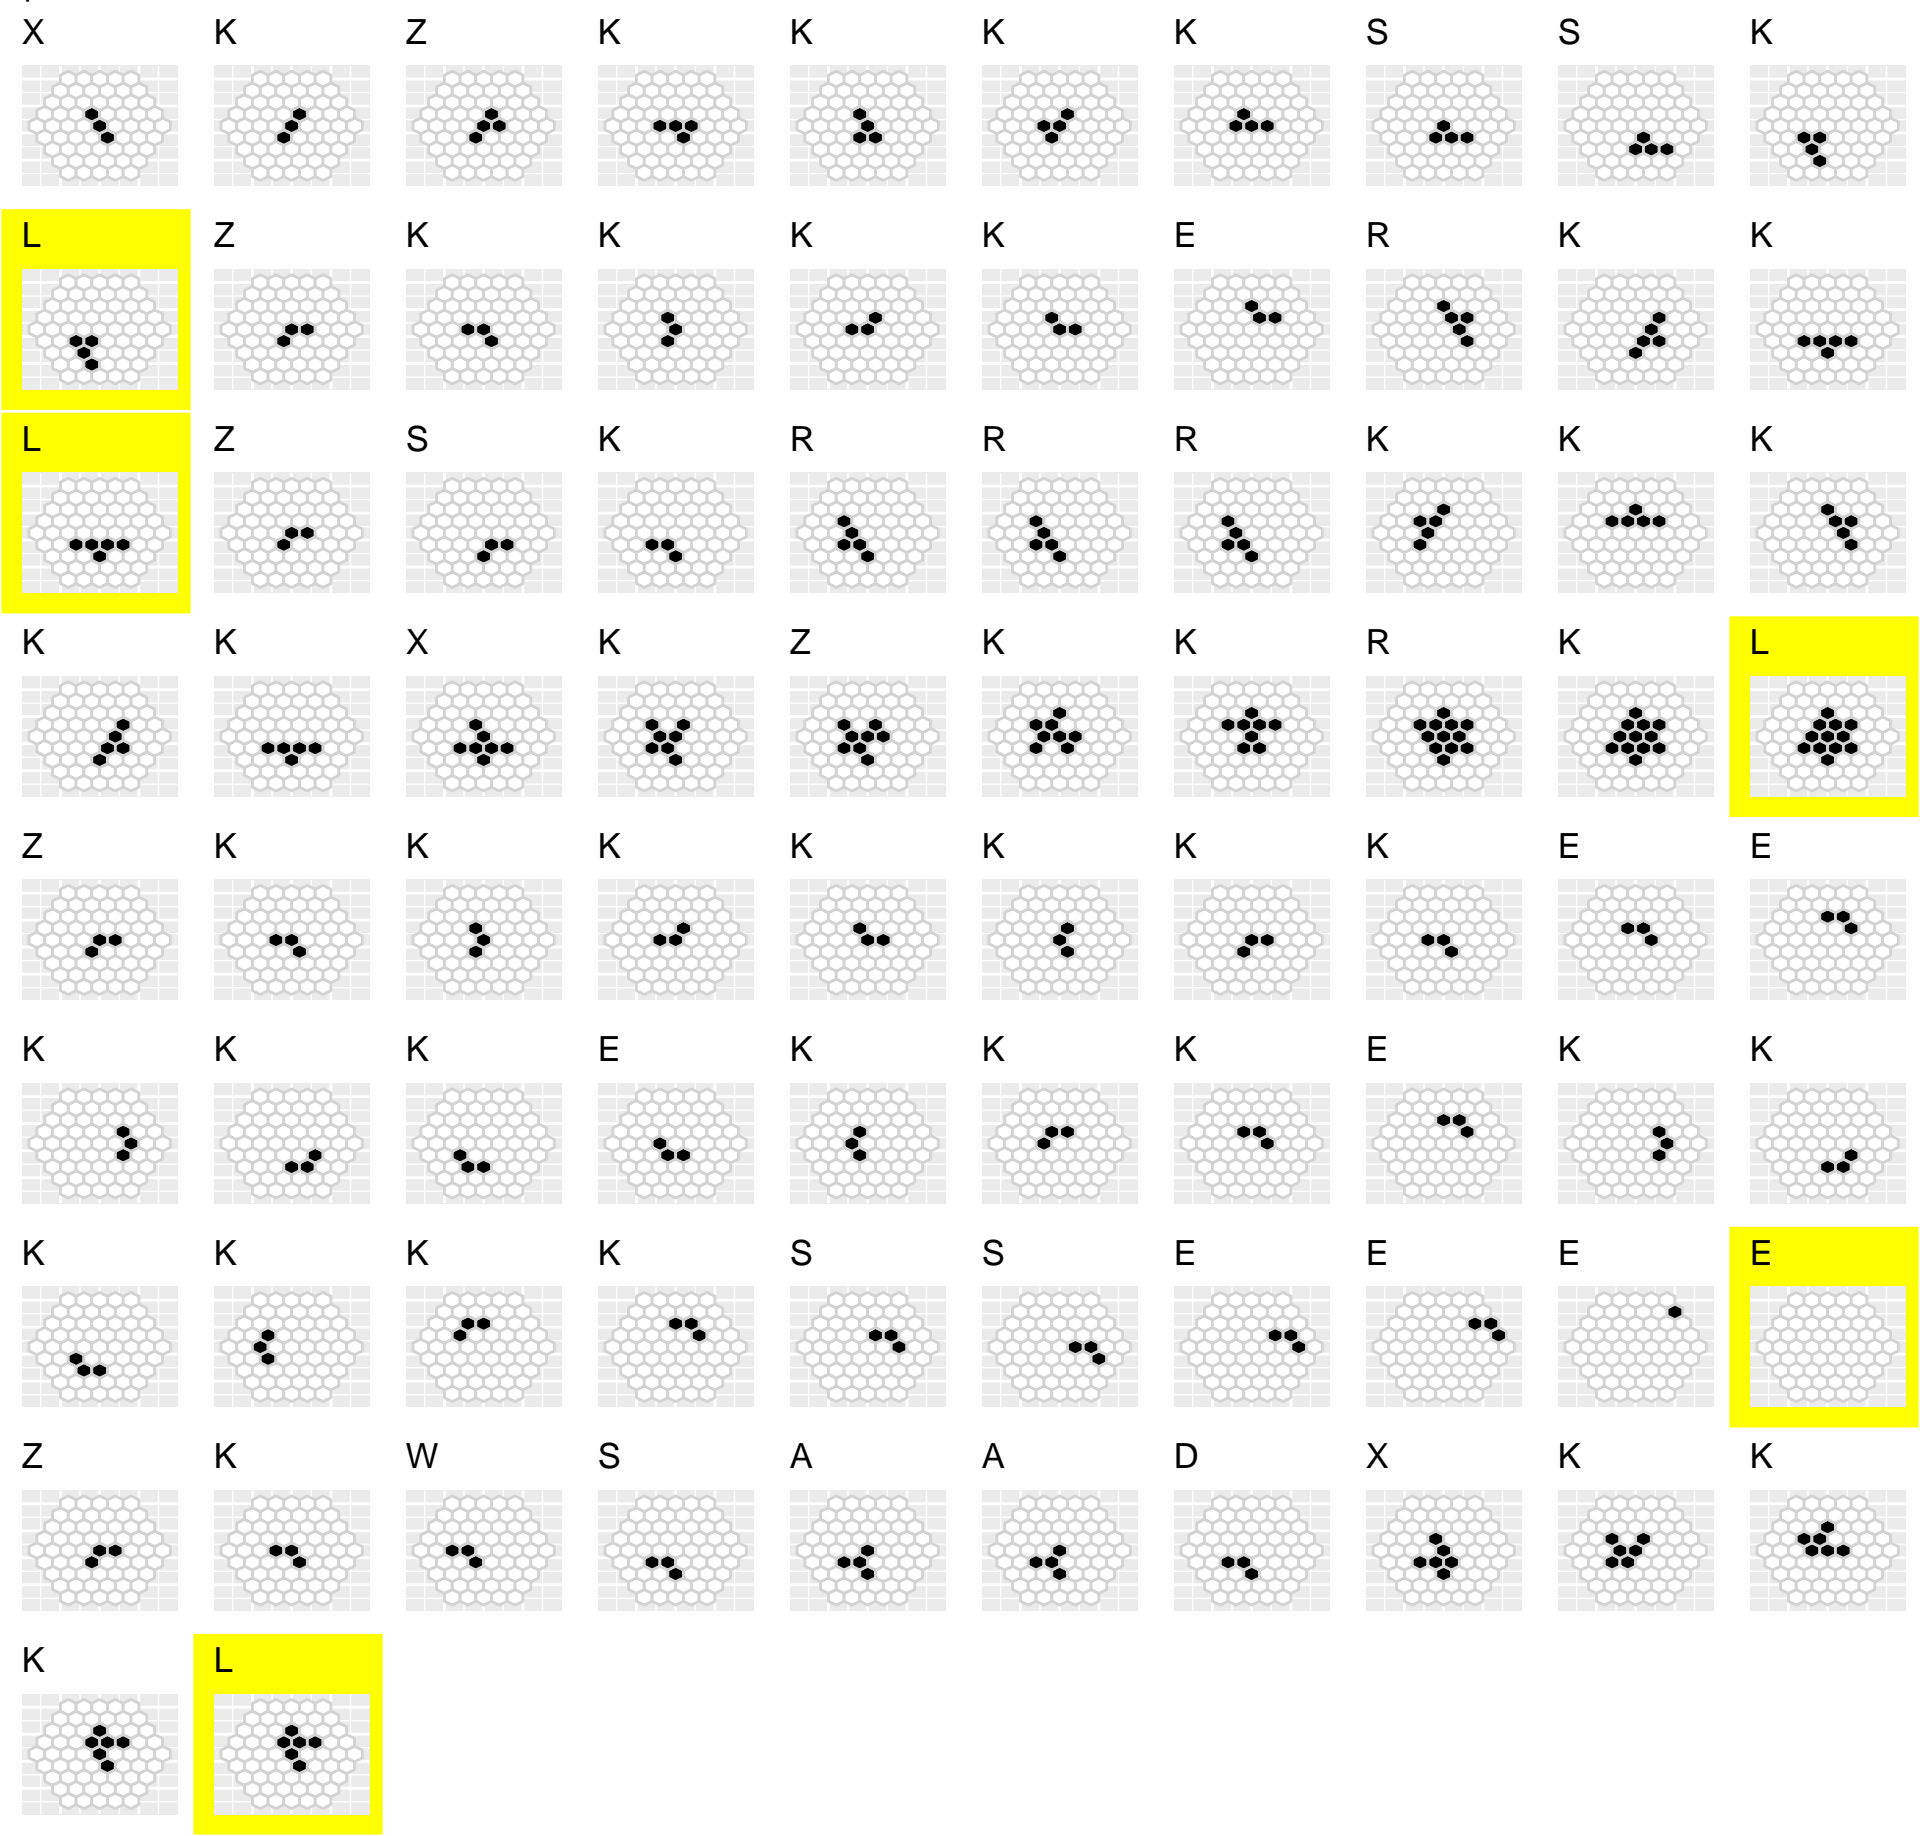 X K Z K K K K S S K
L Z K K K K E R K K
L Z S K R R R K K K
K K X K Z K K R K L
Z K K K K K K K E E
K K K E K K K E K K
K K K K S S E E E E
Z K W S A A D X K K
K L